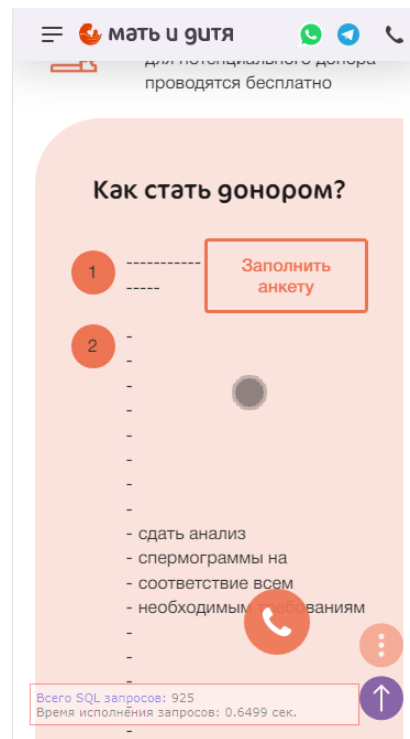 мать и дитя
для потенциального донора
проводятся бесплатно
Как стать донором?
1
-----------
-----
Заполнить
анкету
2
-
-
-
-
-
-
-
-
- сдать анализ
- спермограммы на
- соответствие всем
- необходимым требованиям
-
-
Всего SQL запросов: 925
Время исполнения запросов: 0.6499 сек.
-